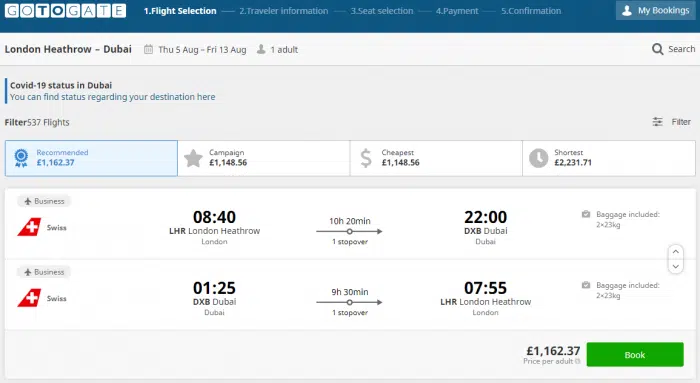 GOTOGATE
1.Flight Selection
2.Traveler information
3.Seat selection
4.Payment
5.Confirmation
My Bookings
London Heathrow – Dubai
Thu 5 Aug – Fri 13 Aug
1 adult
Search
Covid-19 status in Dubai
You can find status regarding your destination here
Filter537 Flights
Filter
Recommended
£1,162.37
Campaign
£1,148.56
Cheapest
£1,148.56
Shortest
£2,231.71
Business
Swiss
08:40
LHR London Heathrow
London
10h 20min
1 stopover
22:00
DXB Dubai
Dubai
Baggage included:
2×23kg
Business
Swiss
01:25
DXB Dubai
Dubai
9h 30min
1 stopover
07:55
LHR London Heathrow
London
Baggage included:
2×23kg
£1,162.37
Price per adult
Book